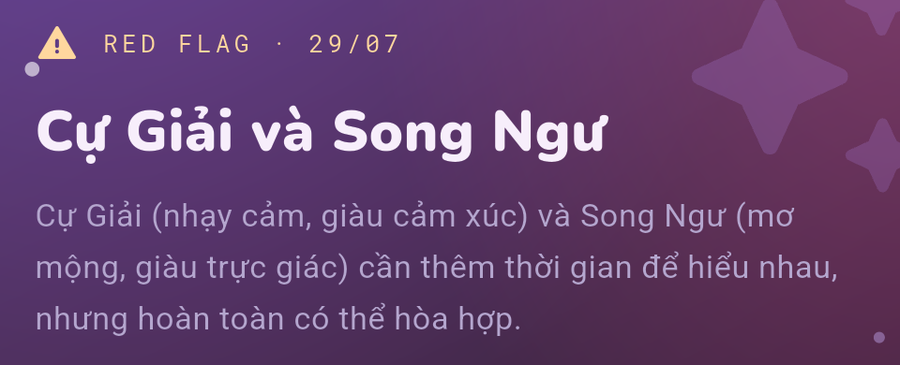 RED FLAG · 29/07
Cự Giải và Song Ngư
Cự Giải (nhạy cảm, giàu cảm xúc) và Song Ngư (mơ
mộng, giàu trực giác) cần thêm thời gian để hiểu nhau,
nhưng hoàn toàn có thể hòa hợp.